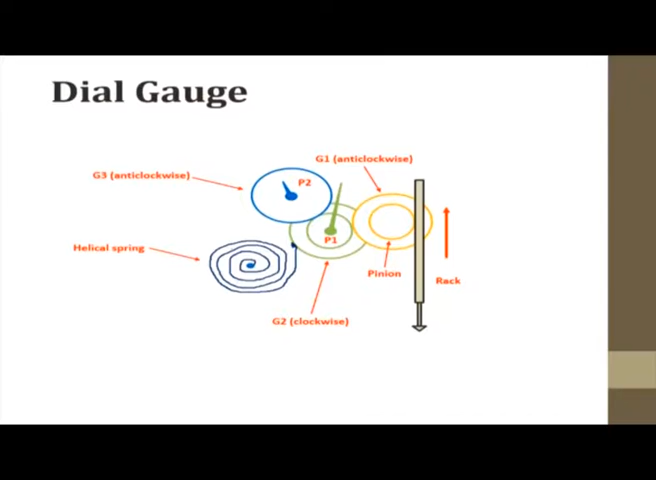 Dial Gauge
G1 (anticlockwise)
G3 (anticlockwise)
P2
P1
Helical spring
Pinion
Rack
G2 (clockwise)